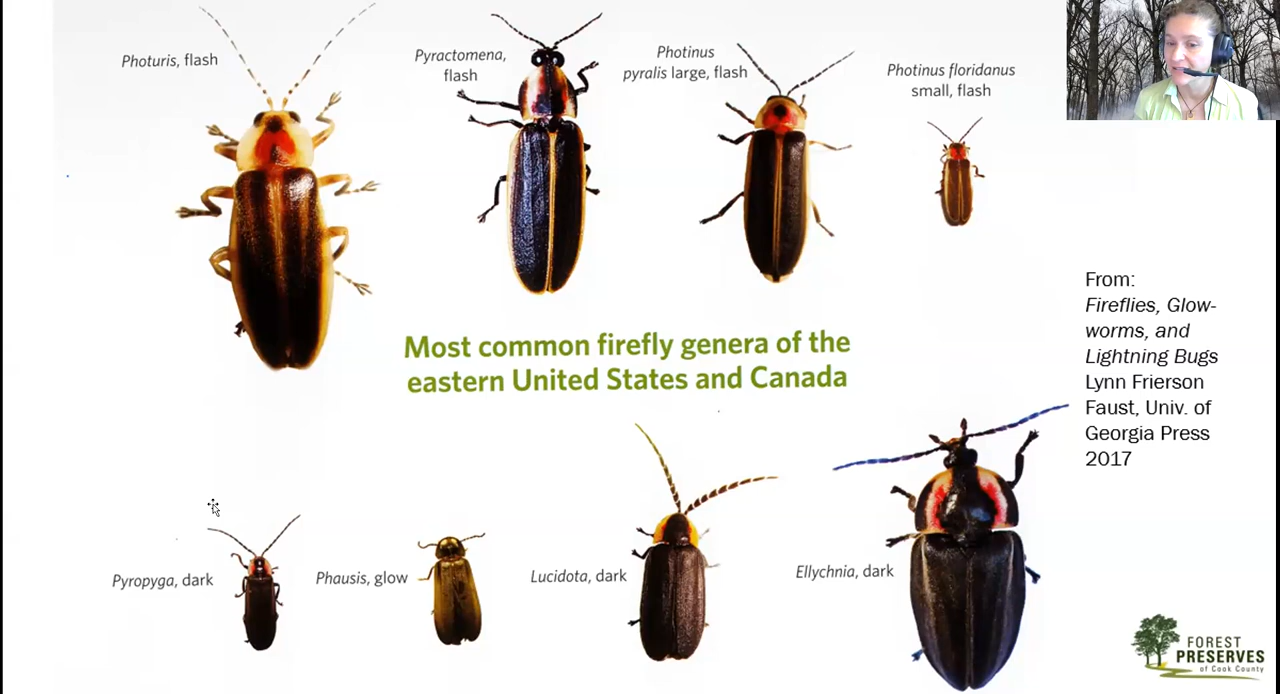 Photuris, flash
Pyractomena,
flash
Photinus
pyralis large, flash
Photinus floridanus
small, flash
Most common firefly genera of the
eastern United States and Canada
From:
Fireflies, Glow-
worms, and
Lightning Bugs
Lynn Frierson
Faust, Univ. of
Georgia Press
2017
Pyropyga, dark
Phausis, glow
Lucidota, dark
Ellychnia, dark
FOREST
PRESERVES
of Cook County